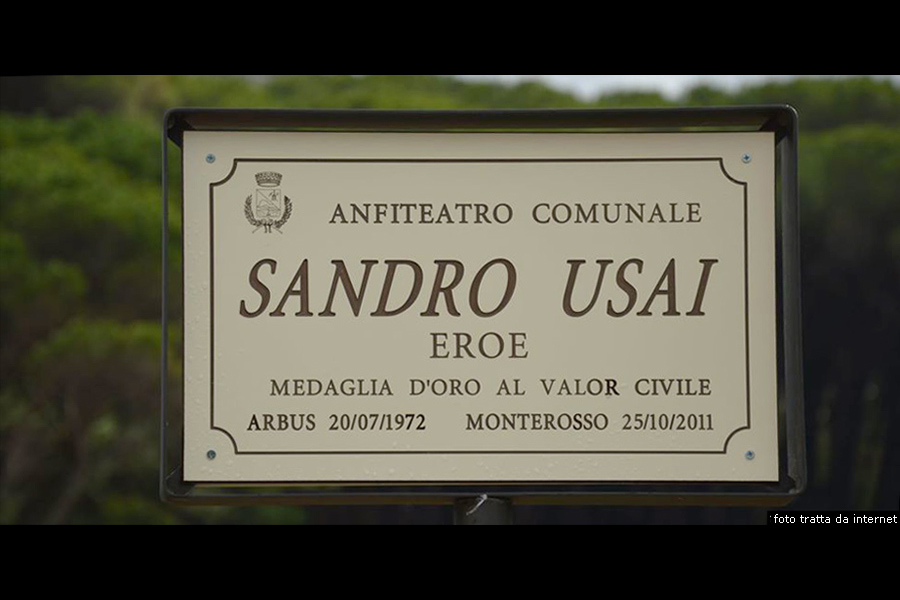 ANFITEATRO COMUNALE
SANDRO USAI
EROE
MEDAGLIA D'ORO AL VALOR CIVILE
ARBUS 20/07/1972 MONTEROSSO 25/10/2011
foto tratta da internet